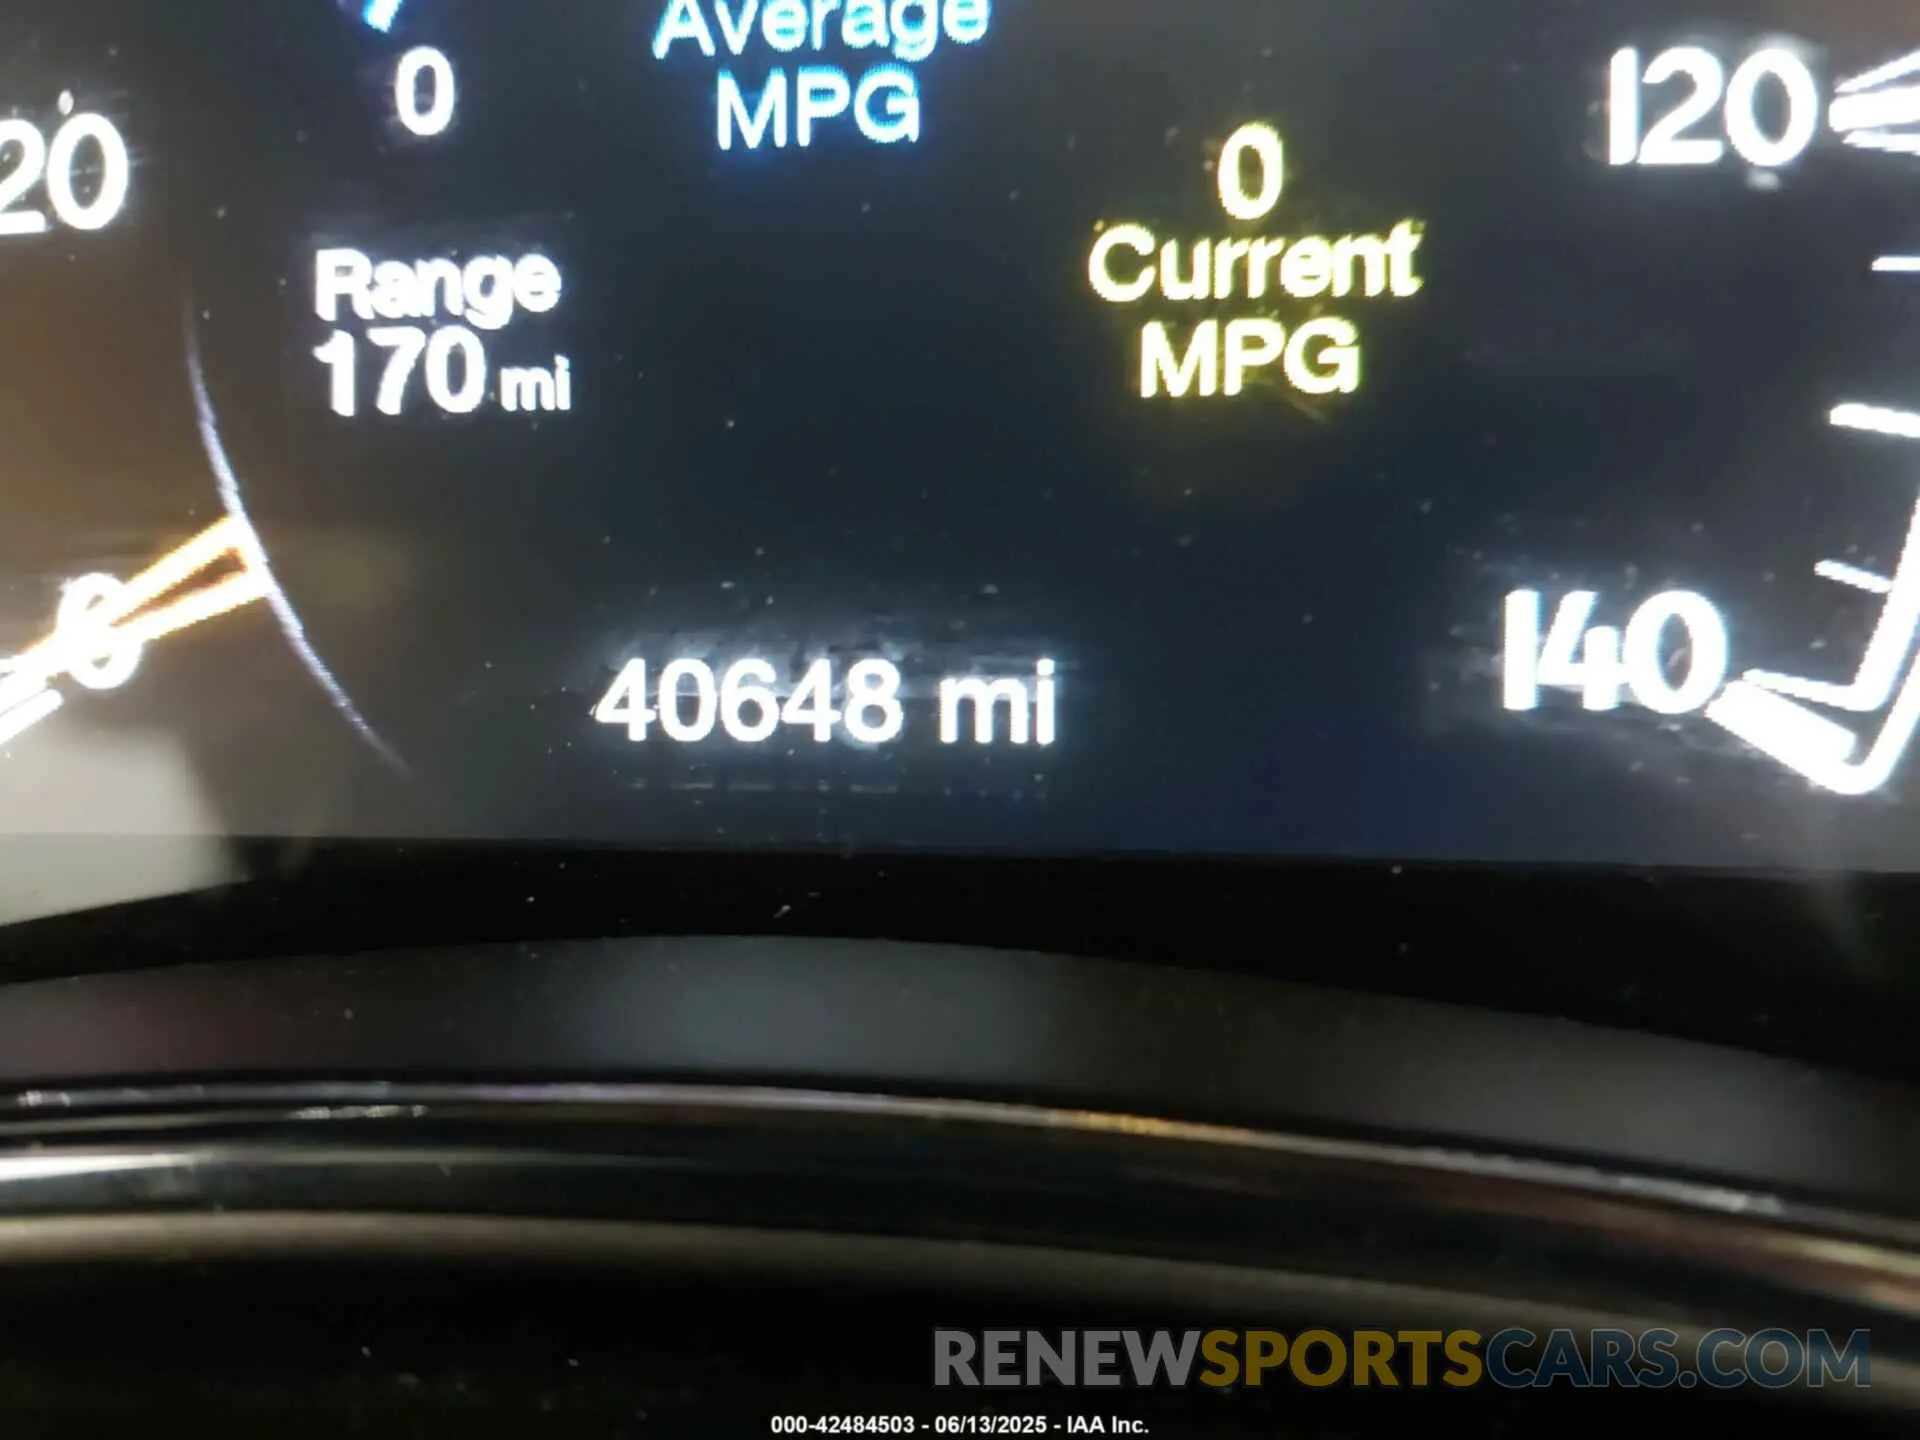 Average
MPG
0
20
120
0
Current
MPG
Range
170 mi
0
140
40648 mi
RENEWSPORTSCARS.COM
000-42484503 - 06/13/2025 - IAA Inc.